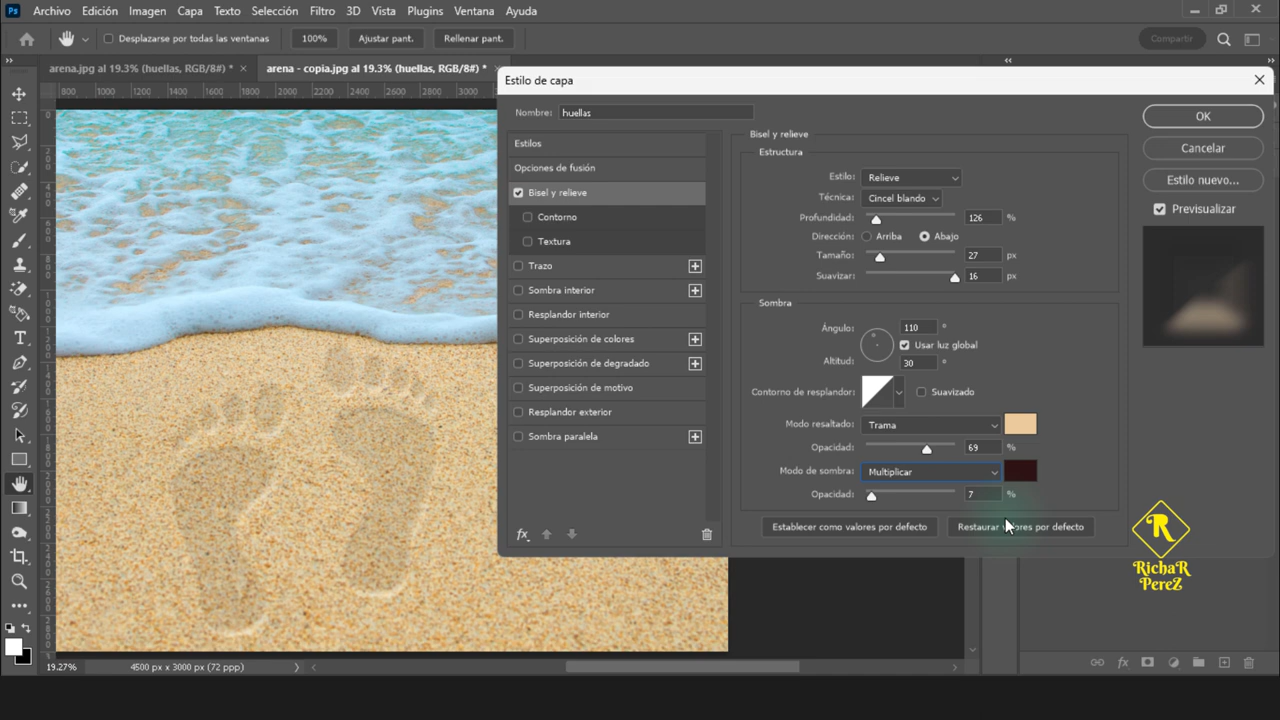 Ps Archivo Edición Imagen Capa Texto Selección Filtro 3D Vista Plugins Ventana Ayuda
Desplazarse por todas las ventanas 100% Ajustar pant. Rellenar pant. Compartir
arena.jpg al 19.3% (huellas, RGB/8#) * × arena - copia.jpg al 19.3% (huellas, RGB/8#) *
800 1000 1200 1400 1600 1800 2000 2200 2400 2600 2800 3000
Estilo de capa
Nombre: huellas
OK
Cancelar
Estilo nuevo...
Previsualizar
Estilos
Opciones de fusión
Bisel y relieve
Contorno
Textura
Trazo
Sombra interior
Resplandor interior
Superposición de colores
Superposición de degradado
Superposición de motivo
Resplandor exterior
Sombra paralela
fx
Bisel y relieve
Estructura
Estilo: Relieve
Técnica: Cincel blando
Profundidad: 126 %
Dirección: Arriba Abajo
Tamaño: 27 px
Suavizar: 16 px
Sombra
Ángulo: 110 °
Usar luz global
Altitud: 30 °
Contorno de resplandor: Suavizado
Modo resaltado: Trama
Opacidad: 69 %
Modo de sombra: Multiplicar
Opacidad: 7 %
Establecer como valores por defecto Restaurar valores por defecto
R
RichaR
PereZ
19.27% 4500 px x 3000 px (72 ppp)
fx